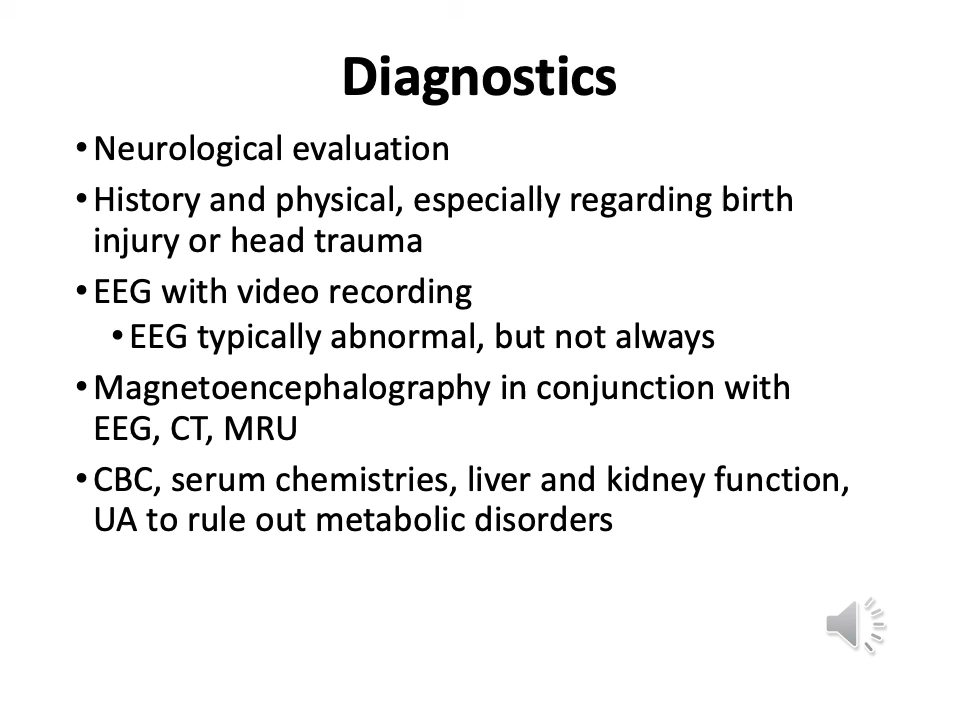 Diagnostics
• Neurological evaluation
• History and physical, especially regarding birth
injury or head trauma
• EEG with video recording
• EEG typically abnormal, but not always
• Magnetoencephalography in conjunction with
EEG, CT, MRU
• CBC, serum chemistries, liver and kidney function,
UA to rule out metabolic disorders